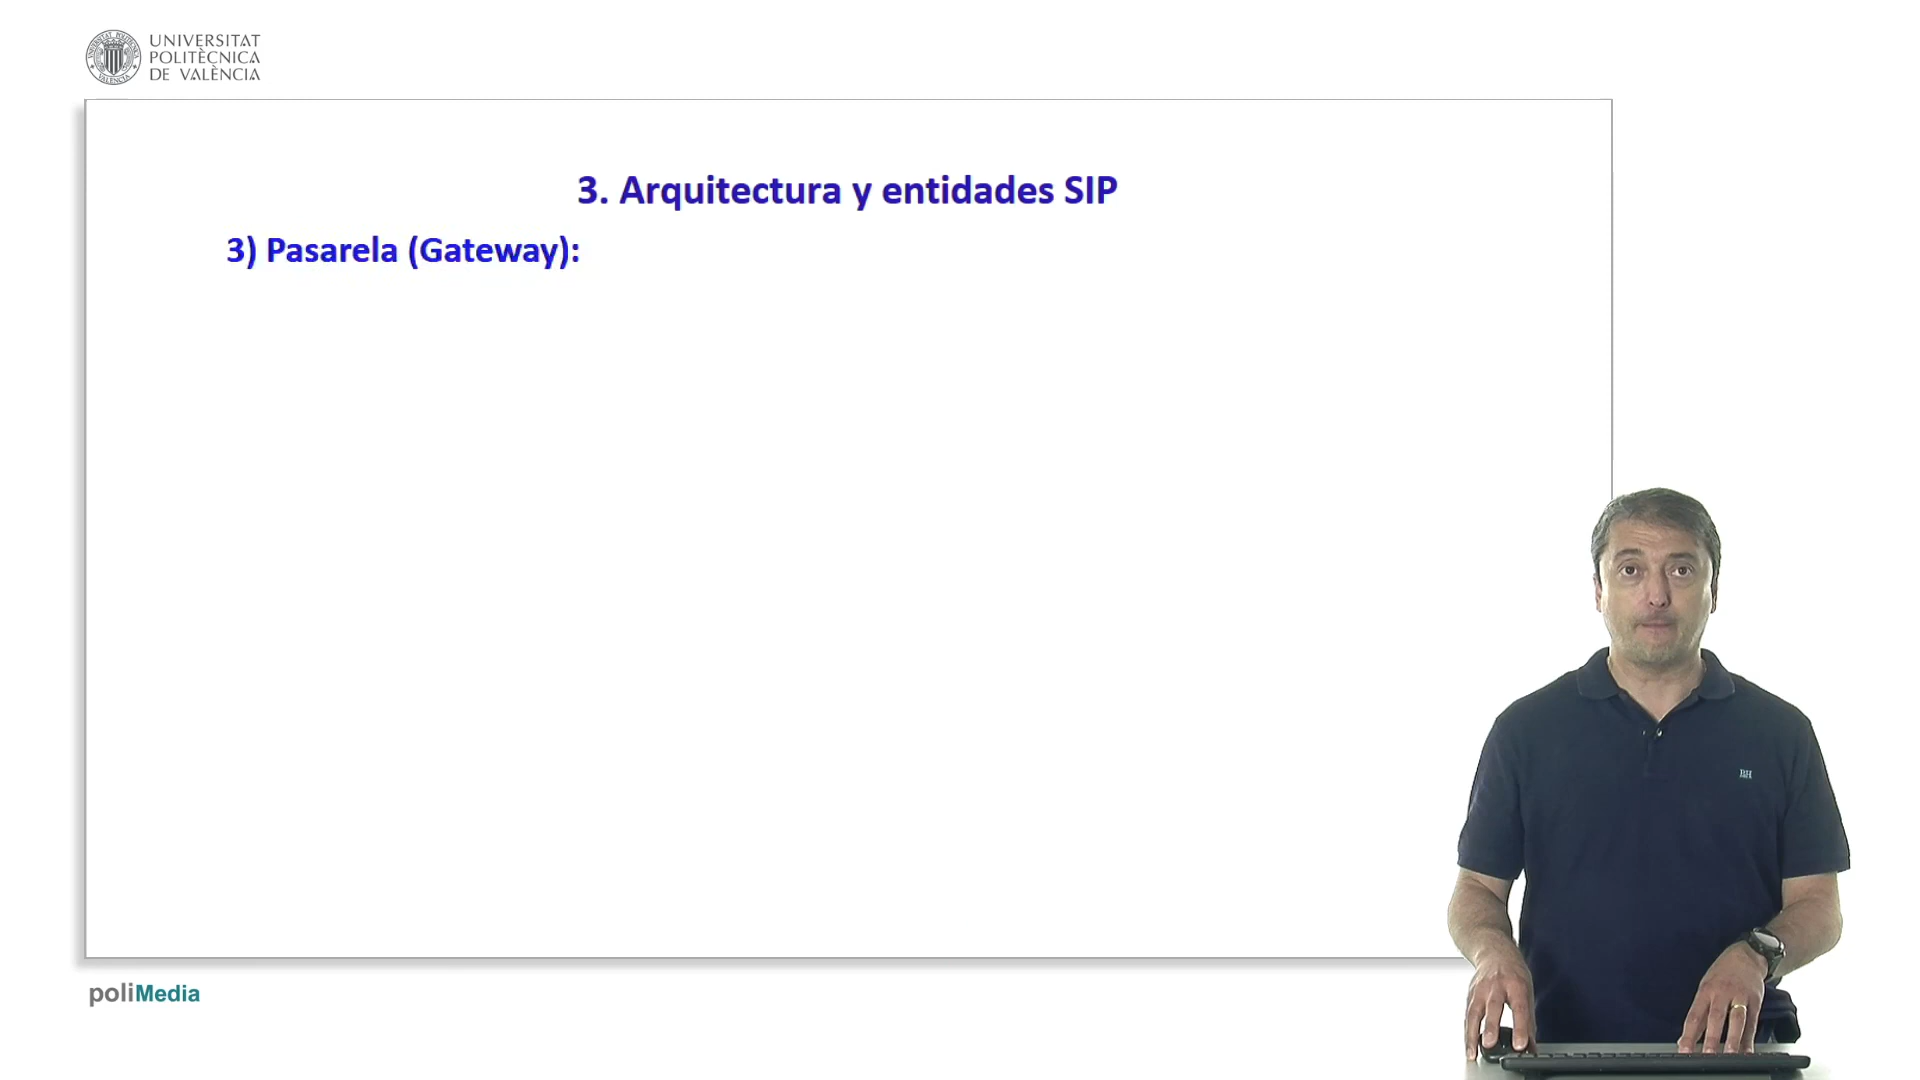 UNIVERSITAT
POLITÈCNICA
DE VALÈNCIA
3. Arquitectura y entidades SIP
3) Pasarela (Gateway):
poliMedia